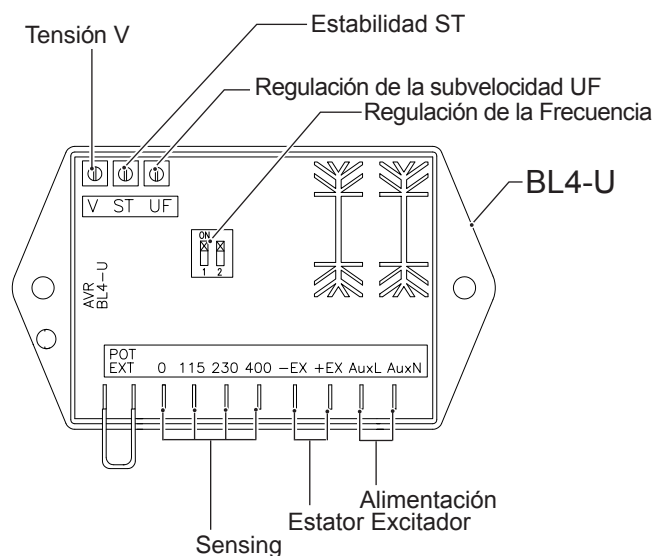 Tensión V
Estabilidad ST
Regulación de la subvelocidad UF
Regulación de la Frecuencia
BL4-U
V ST UF
ON
1 2
AVR
BL4-U
POT
EXT 0 115 230 400 -EX +EX AuxL AuxN
Alimentación
Estator Excitador
Sensing